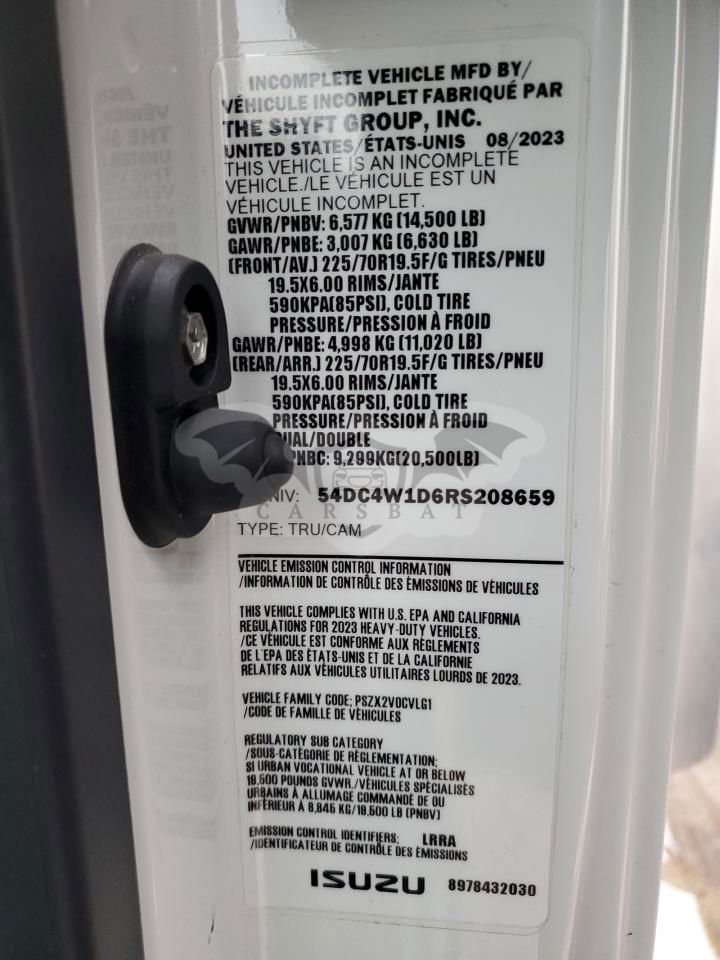 INCOMPLETE VEHICLE MFD BY/
VÉHICULE INCOMPLET FABRIQUÉ PAR
THE SHYFT GROUP, INC.
UNITED STATES/ÉTATS-UNIS 08/2023
THIS VEHICLE IS AN INCOMPLETE
VEHICLE./LE VÉHICULE EST UN
VÉHICULE INCOMPLET.
GVWR/PNBV: 6,577 KG (14,500 LB)
GAWR/PNBE: 3,007 KG (6,630 LB)
(FRONT/AV.) 225/70R19.5F/G TIRES/PNEU
19.5X6.00 RIMS/JANTE
590KPA(85PSI), COLD TIRE
PRESSURE/PRESSION À FROID
GAWR/PNBE: 4,998 KG (11,020 LB)
(REAR/ARR.) 225/70R19.5F/G TIRES/PNEU
19.5X6.00 RIMS/JANTE
590KPA(85PSI), COLD TIRE
PRESSURE/PRESSION À FROID
/DOUBLE
PNBC: 9,299KG(20,500LB)
NIV: 54DC4W1D6RS208659
CARSBAT
TYPE: TRU/CAM
VEHICLE EMISSION CONTROL INFORMATION
/INFORMATION DE CONTRÔLE DES ÉMISSIONS DE VÉHICULES
THIS VEHICLE COMPLIES WITH U.S. EPA AND CALIFORNIA
REGULATIONS FOR 2023 HEAVY-DUTY VEHICLES.
/CE VÉHICULE EST CONFORME AUX RÈGLEMENTS
DE L'EPA DES ÉTATS-UNIS ET DE LA CALIFORNIE
RELATIFS AUX VÉHICULES UTILITAIRES LOURDS DE 2023.
VEHICLE FAMILY CODE; PSZX2VOCVLG1
/CODE DE FAMILLE DE VÉHICULES
REGULATORY SUB CATEGORY
/SOUS-CATÉGORIE DE RÉGLEMENTATION;
SI URBAN VOCATIONAL VEHICLE AT OR BELOW
19,500 POUNDS GVWR./VÉHICULES SPÉCIALISÉS
URBAINS À ALLUMAGE COMMANDÉ DE OU
INFÉRIEUR À 8,845 KG/19,500 LB (PNBV)
EMISSION CONTROL IDENTIFIERS; LRRA
/IDENTIFICATEUR DE CONTRÔLE DES ÉMISSIONS
ISUZU 8978432030